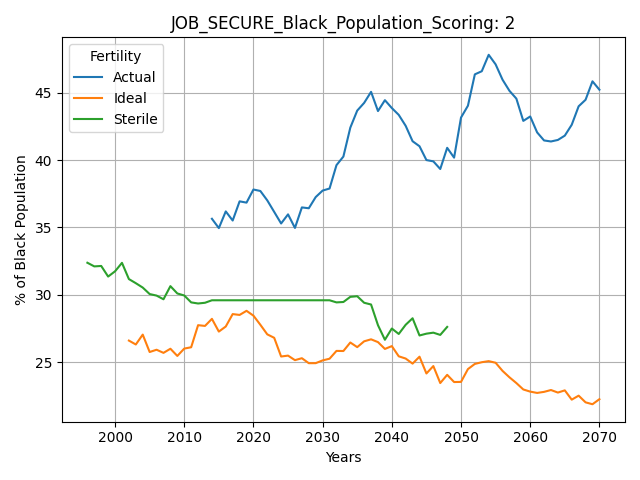 JOB_SECURE_Black_Population_Scoring: 2
Fertility
Actual
Ideal
Sterile
% of Black Population
45
40
35
30
25
2000 2010 2020 2030 2040 2050 2060 2070
Years